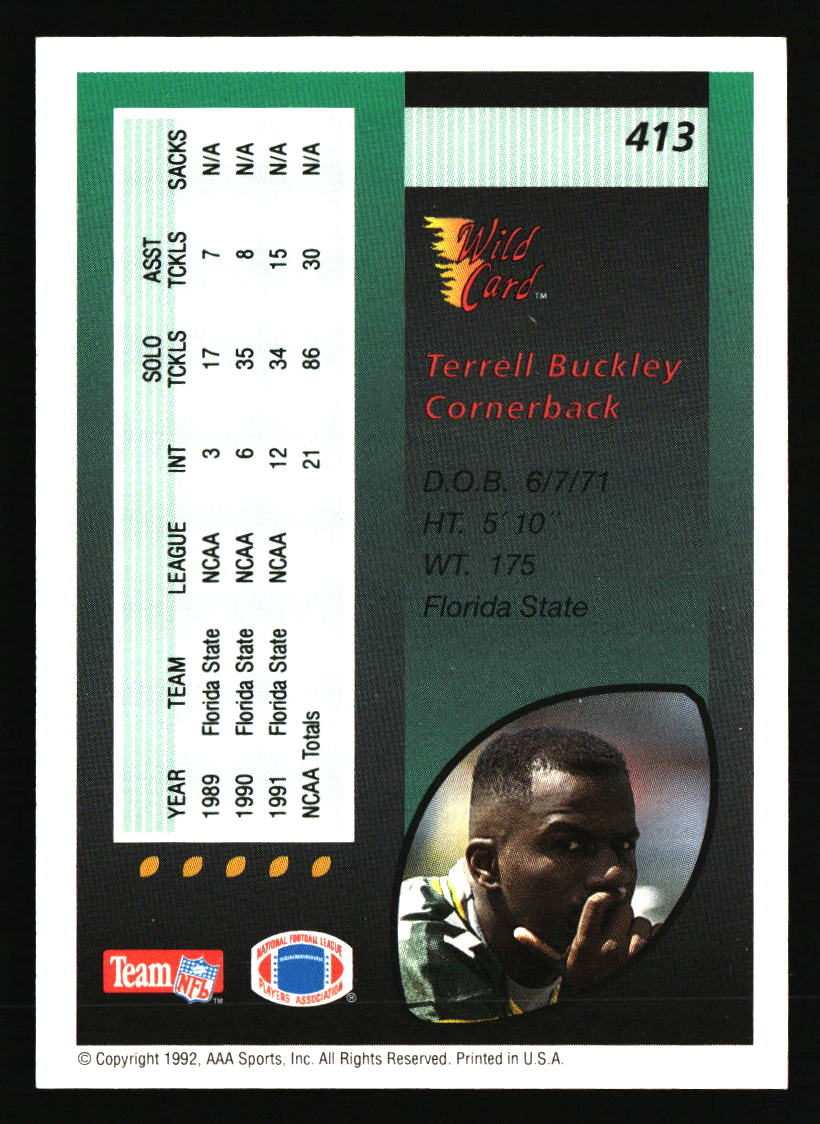 413
Wild
Card™
Terrell Buckley
Cornerback
D.O.B. 6/7/71
HT. 5´10´´
WT. 175
Florida State
SOLO ASST
YEAR TEAM LEAGUE INT TCKLS TCKLS SACKS
1989 Florida State NCAA 3 17 7 N/A
1990 Florida State NCAA 6 35 8 N/A
1991 Florida State NCAA 12 34 15 N/A
NCAA Totals 21 86 30 N/A
Team NFL™
NATIONAL FOOTBALL LEAGUE
PLAYERS ASSOCIATION®
© Copyright 1992, AAA Sports, Inc. All Rights Reserved. Printed in U.S.A.